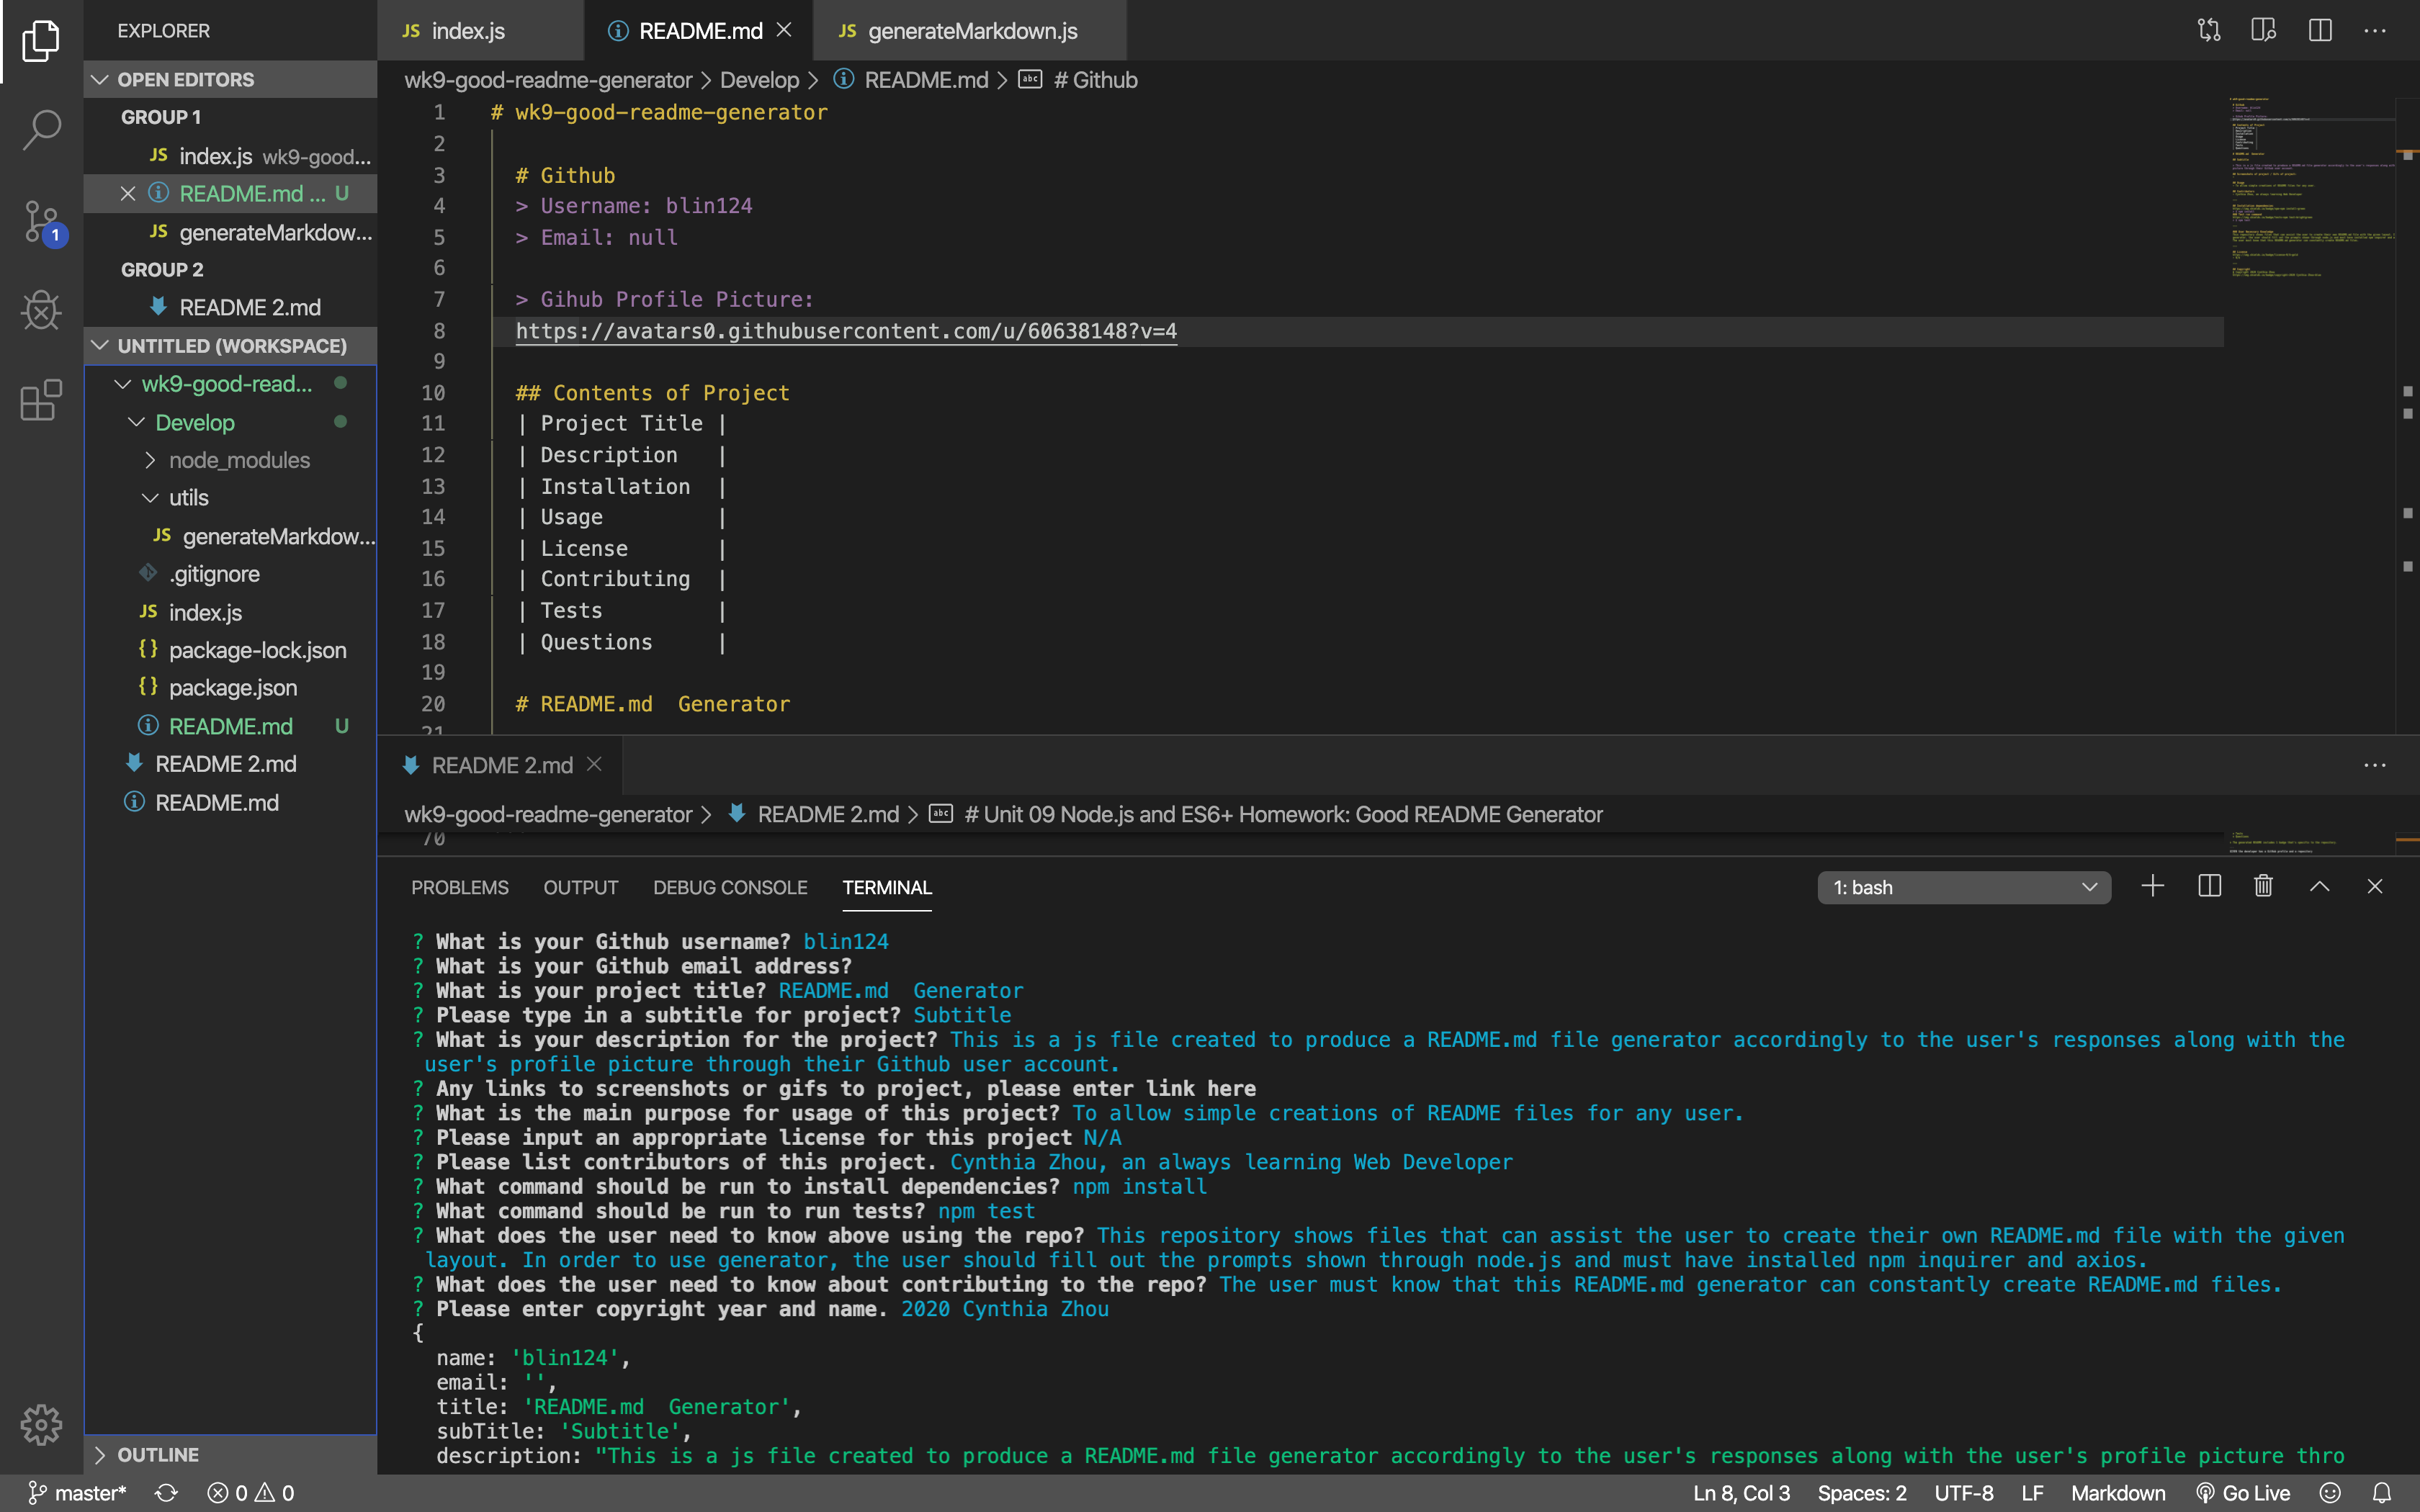 EXPLORER
OPEN EDITORS
GROUP 1
JS index.js wk9-good...
README.md ... U
JS generateMarkdow...
GROUP 2
README 2.md
UNTITLED (WORKSPACE)
wk9-good-read...
Develop
node_modules
utils
JS generateMarkdow...
.gitignore
JS index.js
{} package-lock.json
{} package.json
README.md U
README 2.md
README.md
OUTLINE
1
JS index.js
README.md
JS generateMarkdown.js
wk9-good-readme-generator > Develop > README.md > abc # Github
1 # wk9-good-readme-generator
2
3 # Github
4 > Username: blin124
5 > Email: null
6
7 > Gihub Profile Picture:
8 https://avatars0.githubusercontent.com/u/60638148?v=4
9
10 ## Contents of Project
11 | Project Title |
12 | Description |
13 | Installation |
14 | Usage |
15 | License |
16 | Contributing |
17 | Tests |
18 | Questions |
19
20 # README.md  Generator
21
README 2.md
wk9-good-readme-generator > README 2.md > abc # Unit 09 Node.js and ES6+ Homework: Good README Generator
70
PROBLEMS OUTPUT DEBUG CONSOLE TERMINAL
1: bash
? What is your Github username? blin124
? What is your Github email address?
? What is your project title? README.md  Generator
? Please type in a subtitle for project? Subtitle
? What is your description for the project? This is a js file created to produce a README.md file generator accordingly to the user's responses along with the
user's profile picture through their Github user account.
? Any links to screenshots or gifs to project, please enter link here
? What is the main purpose for usage of this project? To allow simple creations of README files for any user.
? Please input an appropriate license for this project N/A
? Please list contributors of this project. Cynthia Zhou, an always learning Web Developer
? What command should be run to install dependencies? npm install
? What command should be run to run tests? npm test
? What does the user need to know above using the repo? This repository shows files that can assist the user to create their own README.md file with the given
layout. In order to use generator, the user should fill out the prompts shown through node.js and must have installed npm inquirer and axios.
? What does the user need to know about contributing to the repo? The user must know that this README.md generator can constantly create README.md files.
? Please enter copyright year and name. 2020 Cynthia Zhou
{
name: 'blin124',
email: '',
title: 'README.md  Generator',
subTitle: 'Subtitle',
description: "This is a js file created to produce a README.md file generator accordingly to the user's responses along with the user's profile picture thro
master* 0 0
Ln 8, Col 3 Spaces: 2 UTF-8 LF Markdown Go Live